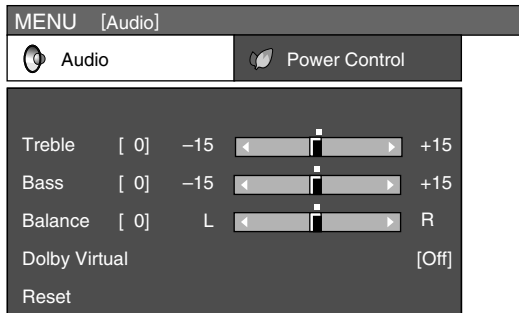 MENU [Audio]
Audio Power Control
Treble [ 0] –15 +15
Bass [ 0] –15 +15
Balance [ 0] L R
Dolby Virtual [Off]
Reset